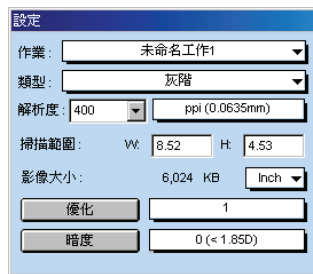 設定
作業： 未命名工作1
類型： 灰階
解析度： 400 ppi (0.0635mm)
掃描範圍： W: 8.52 H: 4.53
影像大小： 6,024 KB Inch
優化 1
暗度 0 (< 1.85D)